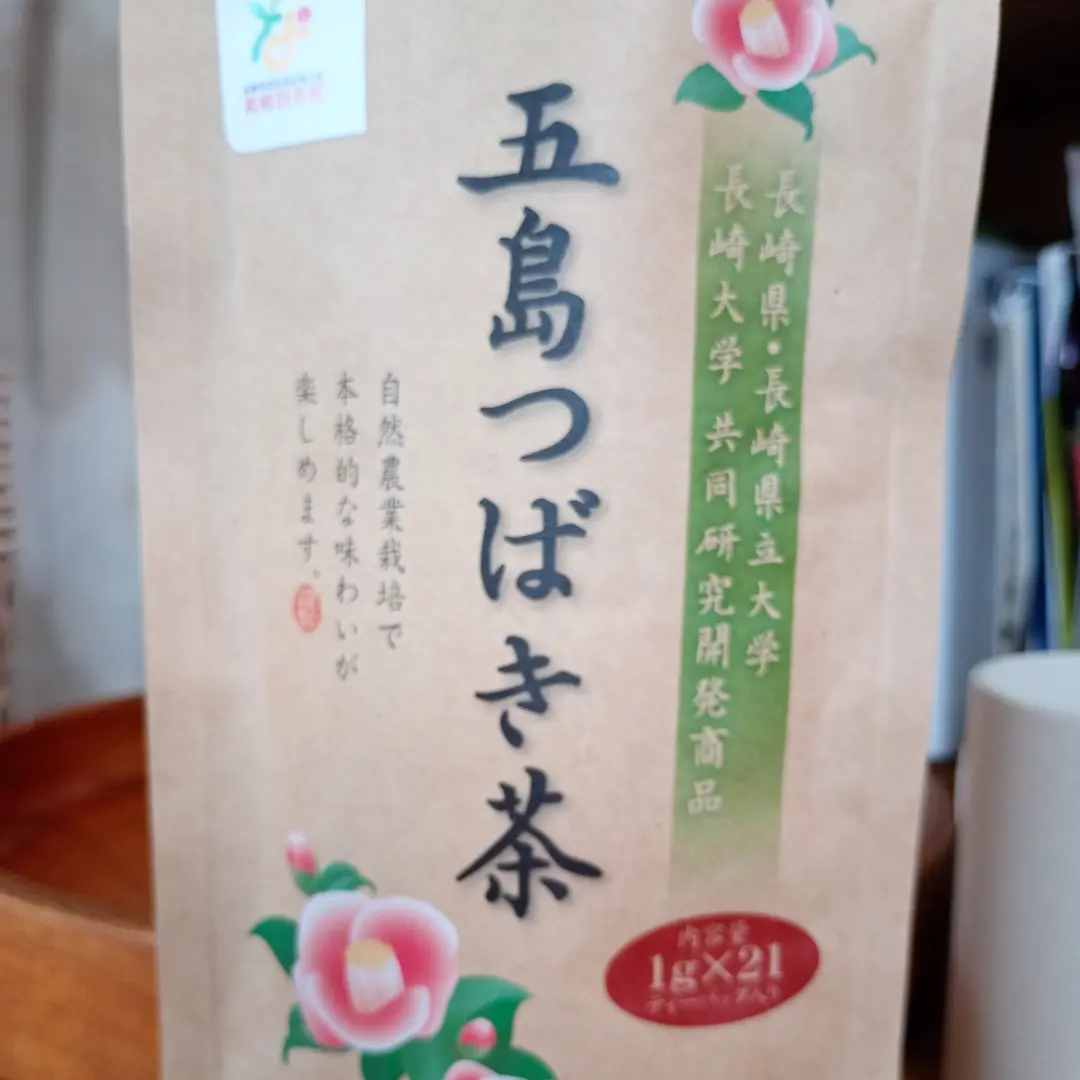 長崎県・長崎県立大学
長崎大学 共同研究開発商品
五島つばき茶
自然農業栽培で
本格的な味わいが
楽しめます。
内容量
1g×21